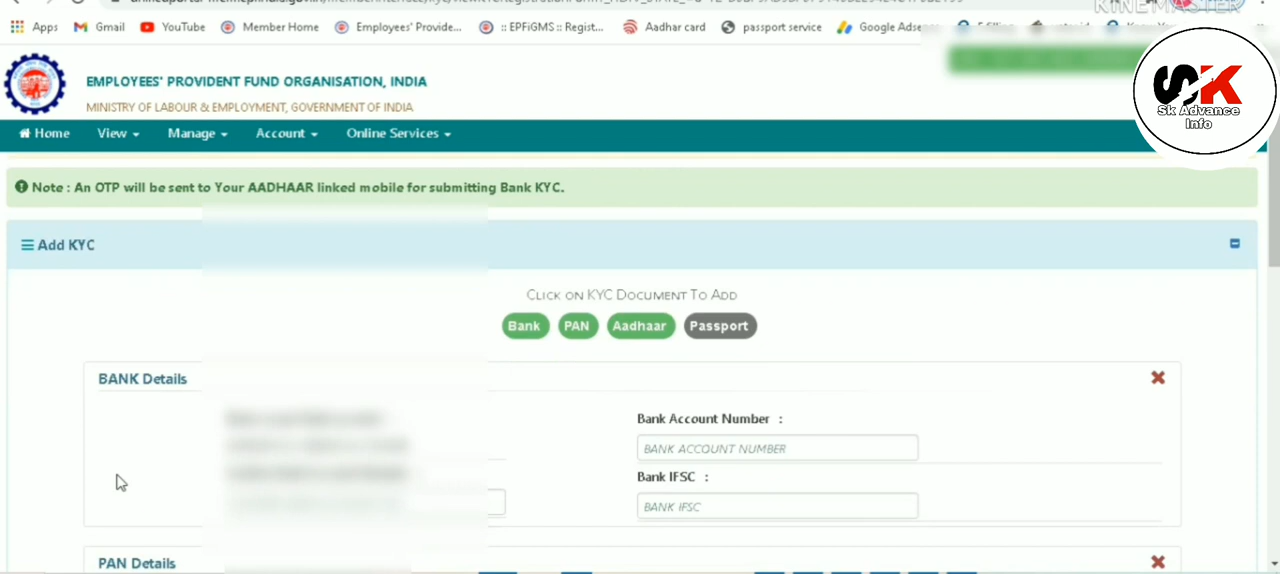 KINEMASTER
Apps Gmail YouTube Member Home Employees' Provide... :: EPFiGMS :: Regist... Aadhar card passport service Google Adse
SK
Sk Advance
Info
EMPLOYEES' PROVIDENT FUND ORGANISATION, INDIA
MINISTRY OF LABOUR & EMPLOYMENT, GOVERNMENT OF INDIA
Home View Manage Account Online Services
Note : An OTP will be sent to Your AADHAAR linked mobile for submitting Bank KYC.
Add KYC
CLICK ON KYC DOCUMENT TO ADD
Bank PAN Aadhaar Passport
BANK Details
Bank Account Number :
BANK ACCOUNT NUMBER
Bank IFSC :
BANK IFSC
PAN Details